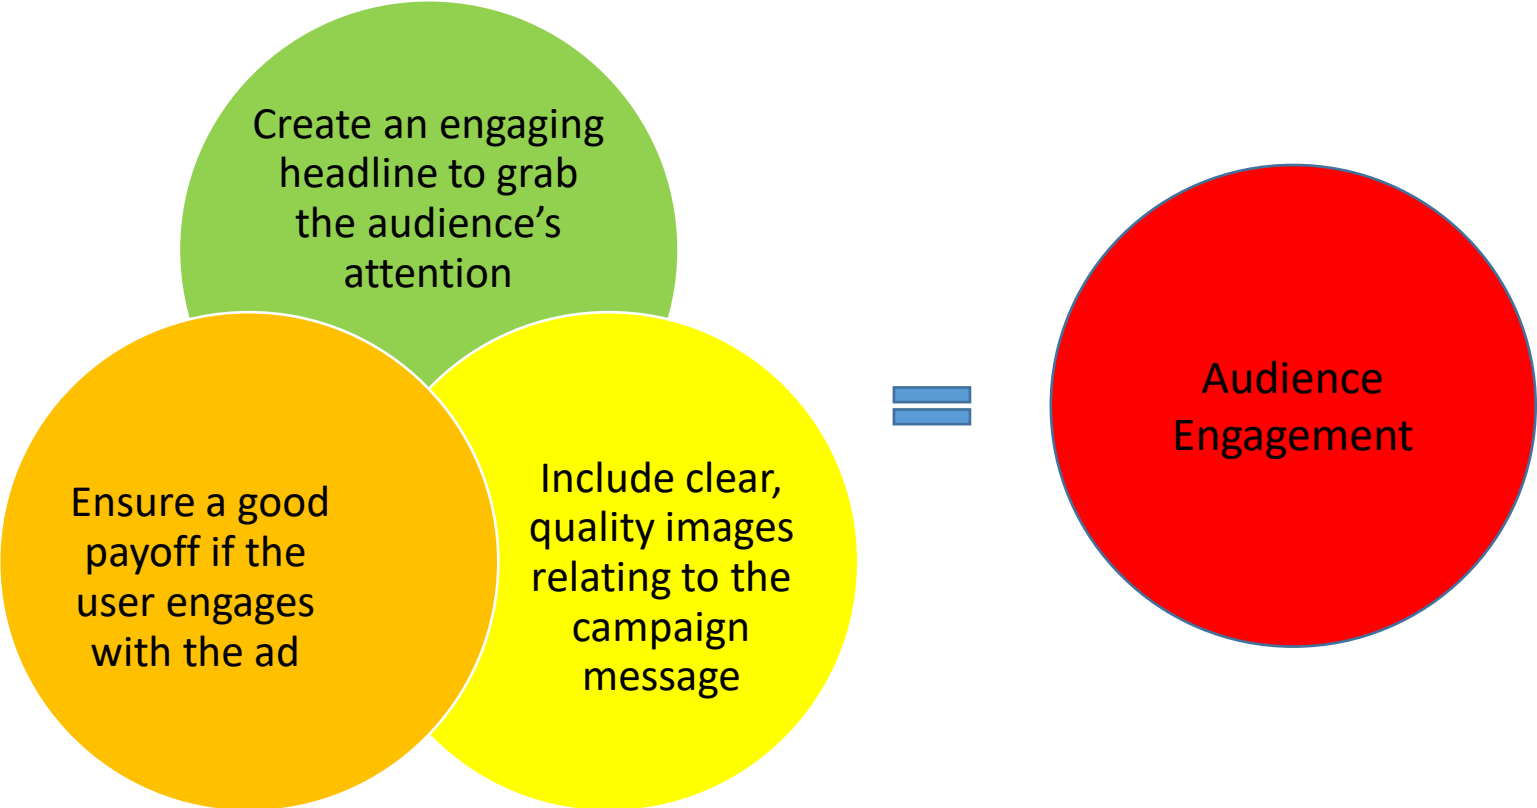 Create an engaging
headline to grab
the audience’s
attention
Ensure a good
payoff if the
user engages
with the ad
Include clear,
quality images
relating to the
campaign
message
Audience
Engagement